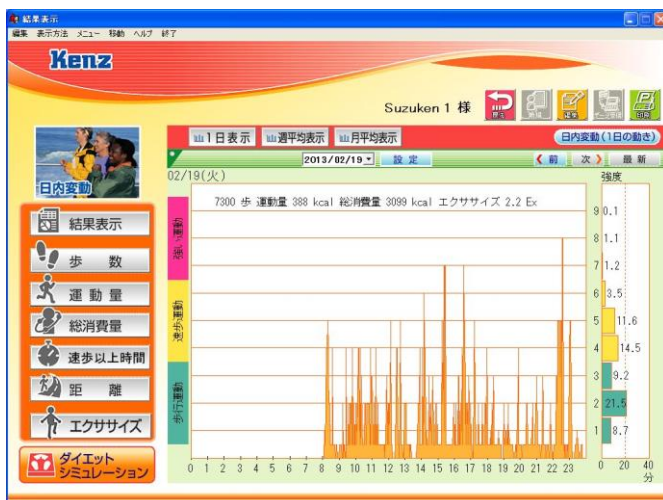 結果表示
編集 表示方法 メニュー 移動 ヘルプ 終了
Kenz
Suzuken 1 様
戻る
編集
印刷
1日表示 週平均表示 月平均表示
日内変動(1日の動き)
2013/02/19 設定 前 次 最新
02/19(火)
強度
7300 歩 運動量 388 kcal 総消費量 3099 kcal エクササイズ 2.2 Ex
日内変動
結果表示
歩 数
運動量
総消費量
速歩以上時間
距 離
エクササイズ
ダイエット
シミュレーション
強い運動
速歩運動
歩行運動
9 0.1
8 1.1
7 1.2
6 3.5
5 11.6
4 14.5
3 9.2
2 21.5
1 8.7
0 1 2 3 4 5 6 7 8 9 10 11 12 13 14 15 16 17 18 19 20 21 22 23
0 20 40
分